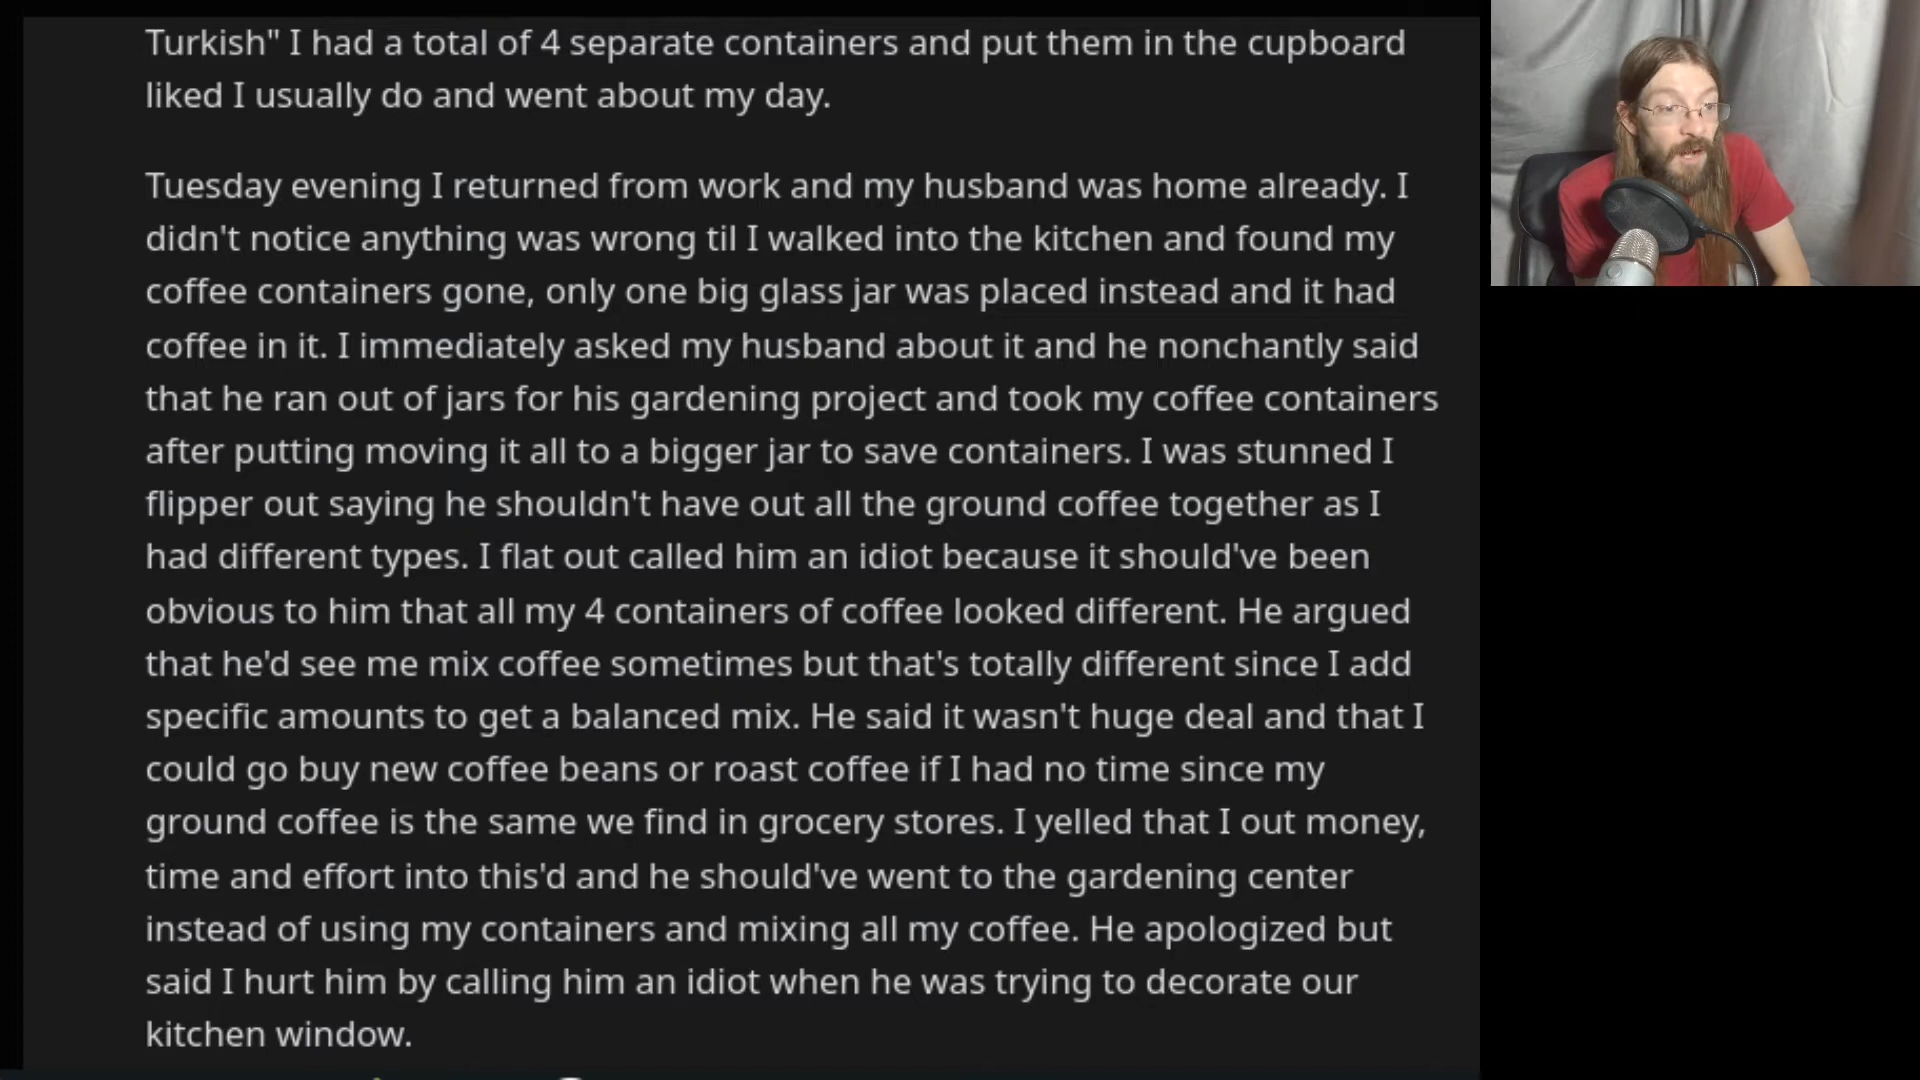 Turkish" I had a total of 4 separate containers and put them in the cupboard
liked I usually do and went about my day.
Tuesday evening I returned from work and my husband was home already. I
didn't notice anything was wrong til I walked into the kitchen and found my
coffee containers gone, only one big glass jar was placed instead and it had
coffee in it. I immediately asked my husband about it and he nonchantly said
that he ran out of jars for his gardening project and took my coffee containers
after putting moving it all to a bigger jar to save containers. I was stunned I
flipper out saying he shouldn't have out all the ground coffee together as I
had different types. I flat out called him an idiot because it should've been
obvious to him that all my 4 containers of coffee looked different. He argued
that he'd see me mix coffee sometimes but that's totally different since I add
specific amounts to get a balanced mix. He said it wasn't huge deal and that I
could go buy new coffee beans or roast coffee if I had no time since my
ground coffee is the same we find in grocery stores. I yelled that I out money,
time and effort into this'd and he should've went to the gardening center
instead of using my containers and mixing all my coffee. He apologized but
said I hurt him by calling him an idiot when he was trying to decorate our
kitchen window.